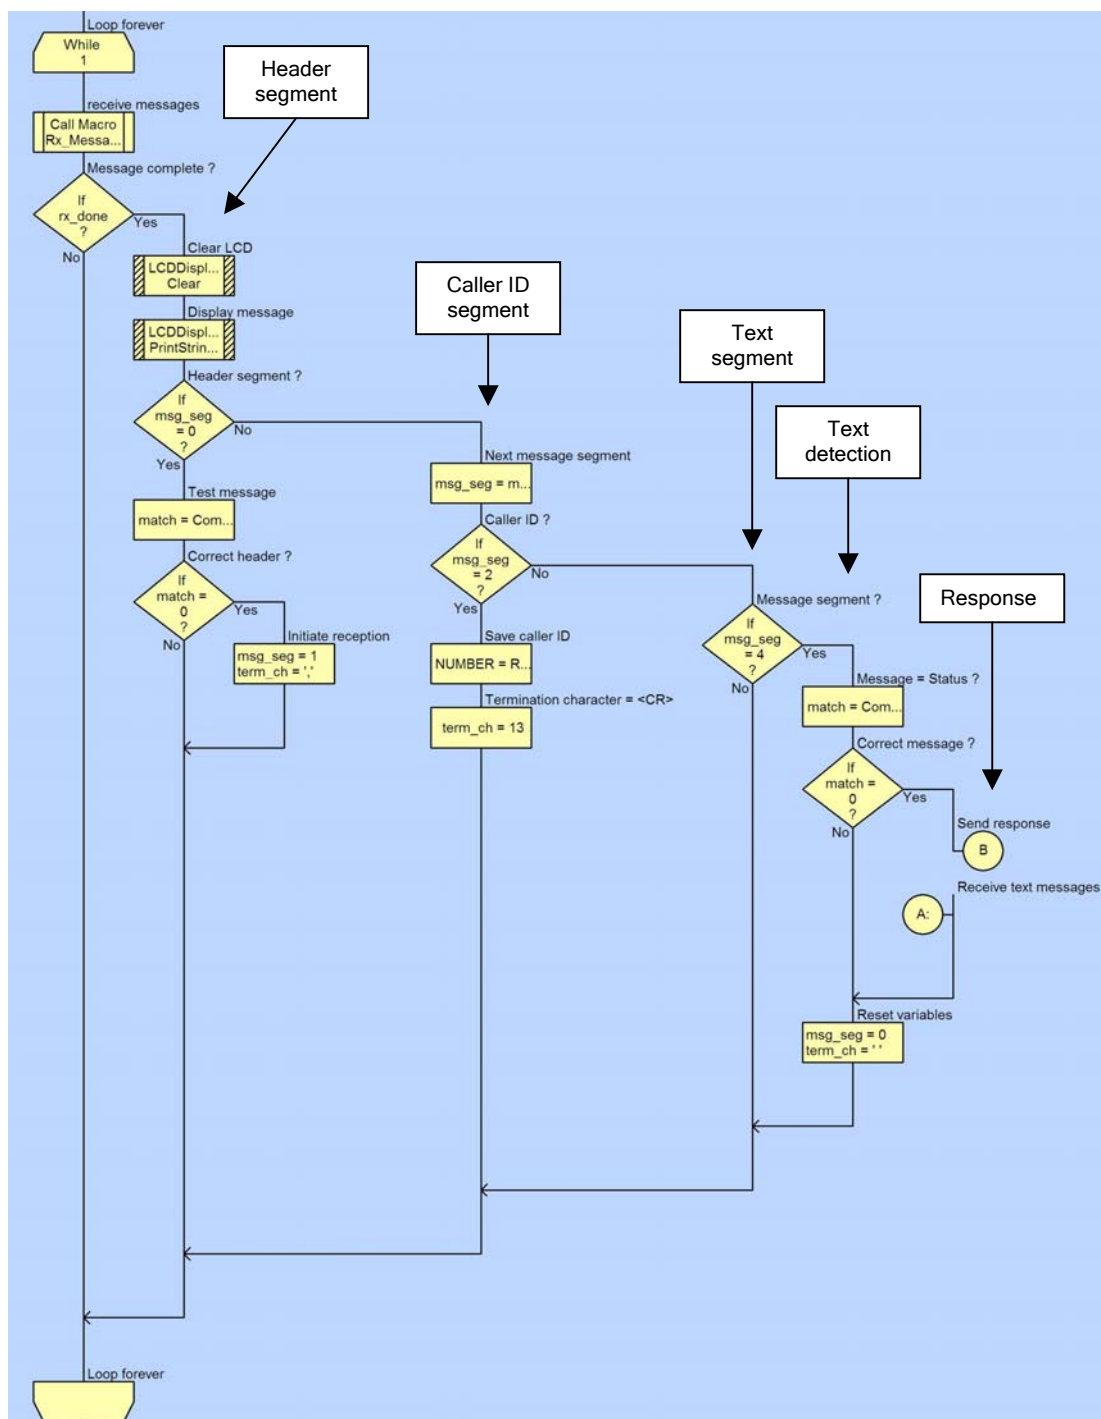 Loop forever
While
1
Header
segment
receive messages
Call Macro
Rx_Messa...
Message complete ?
If
rx_done
?
Yes
No
Clear LCD
LCDDispl...
Clear
Display message
LCDDispl...
PrintStrin...
Header segment ?
If
msg_seg
= 0
?
No
Yes
Test message
match = Com...
Correct header ?
If
match =
0
?
Yes
No
Initiate reception
msg_seg = 1
term_ch = ','
Caller ID
segment
Next message segment
msg_seg = m...
Caller ID ?
If
msg_seg
= 2
?
No
Yes
Save caller ID
NUMBER = R...
Termination character = <CR>
term_ch = 13
Text
segment
Message segment ?
If
msg_seg
= 4
?
Yes
No
Text
detection
Message = Status ?
match = Com...
Correct message ?
If
match =
0
?
Yes
No
Response
Send response
B
Receive text messages
A:
Reset variables
msg_seg = 0
term_ch = ' '
Loop forever